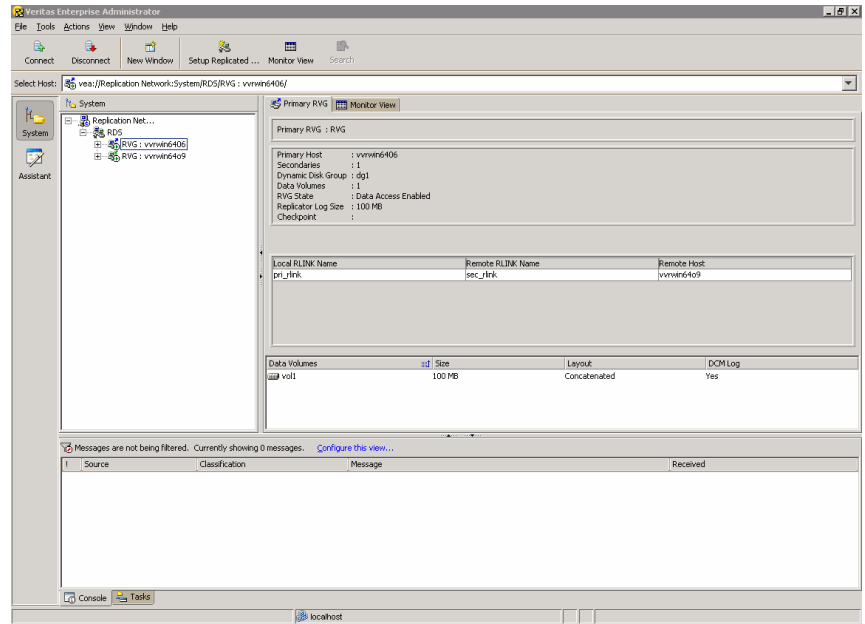 Veritas Enterprise Administrator
File Tools Actions View Window Help
Connect Disconnect New Window Setup Replicated ... Monitor View Search
Select Host: vea://Replication Network:System/RDS/RVG : vvrwin6406/
System
Assistant
System
Replication Net...
RDS
RVG : vvrwin6406
RVG : vvrwin64o9
Primary RVG Monitor View
Primary RVG : RVG
Primary Host : vvrwin6406
Secondaries : 1
Dynamic Disk Group : dg1
Data Volumes : 1
RVG State : Data Access Enabled
Replicator Log Size : 100 MB
Checkpoint :
Local RLINK Name Remote RLINK Name Remote Host
pri_rlink sec_rlink vvrwin64o9
Data Volumes Size Layout DCM Log
vol1 100 MB Concatenated Yes
Messages are not being filtered. Currently showing 0 messages. Configure this view...
! Source Classification Message Received
Console Tasks
localhost